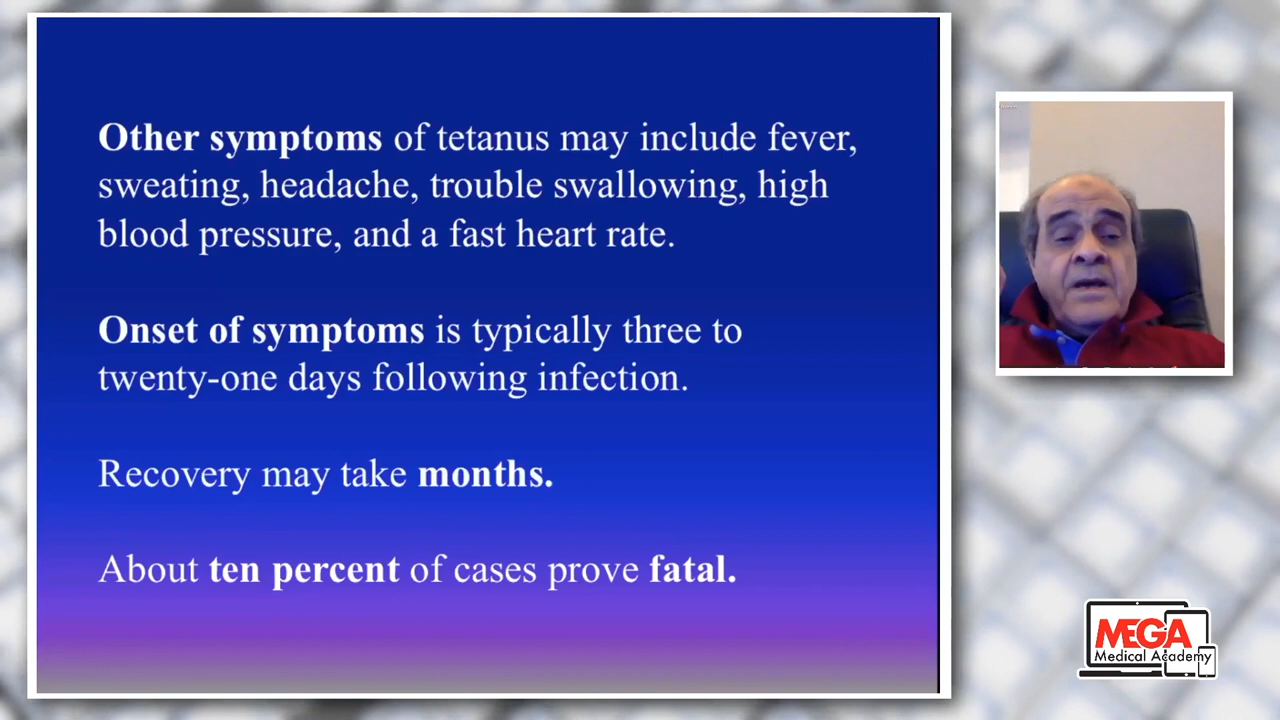 Other symptoms of tetanus may include fever,
sweating, headache, trouble swallowing, high
blood pressure, and a fast heart rate.
Onset of symptoms is typically three to
twenty-one days following infection.
Recovery may take months.
About ten percent of cases prove fatal.
MEGA
Medical Academy